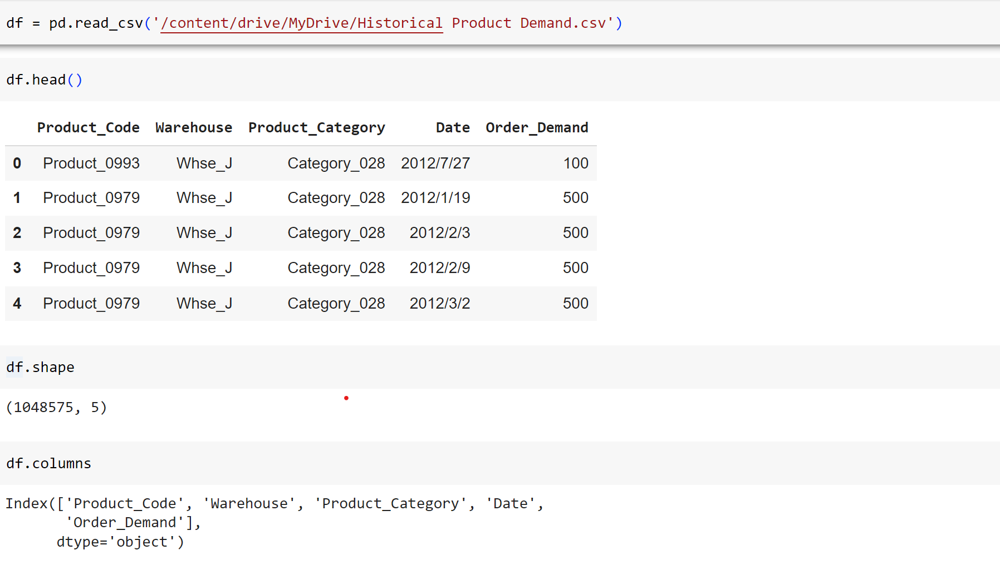 df = pd.read_csv('/content/drive/MyDrive/Historical Product Demand.csv')
df.head()
Product_Code Warehouse Product_Category Date Order_Demand
0 Product_0993 Whse_J Category_028 2012/7/27 100
1 Product_0979 Whse_J Category_028 2012/1/19 500
2 Product_0979 Whse_J Category_028 2012/2/3 500
3 Product_0979 Whse_J Category_028 2012/2/9 500
4 Product_0979 Whse_J Category_028 2012/3/2 500
df.shape
(1048575, 5)
df.columns
Index(['Product_Code', 'Warehouse', 'Product_Category', 'Date',
'Order_Demand'],
dtype='object')